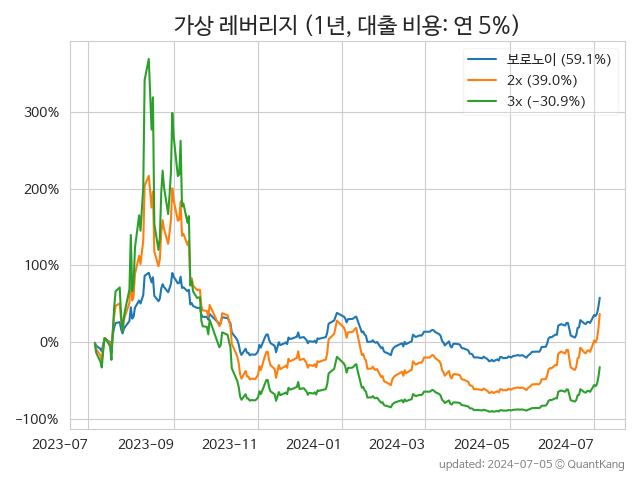 가상 레버리지 (1년, 대출 비용: 연 5%)
보로노이 (59.1%)
2x (39.0%)
3x (−30.9%)
300%
200%
100%
0%
−100%
2023-07 2023-09 2023-11 2024-01 2024-03 2024-05 2024-07
updated: 2024-07-05 © QuantKang